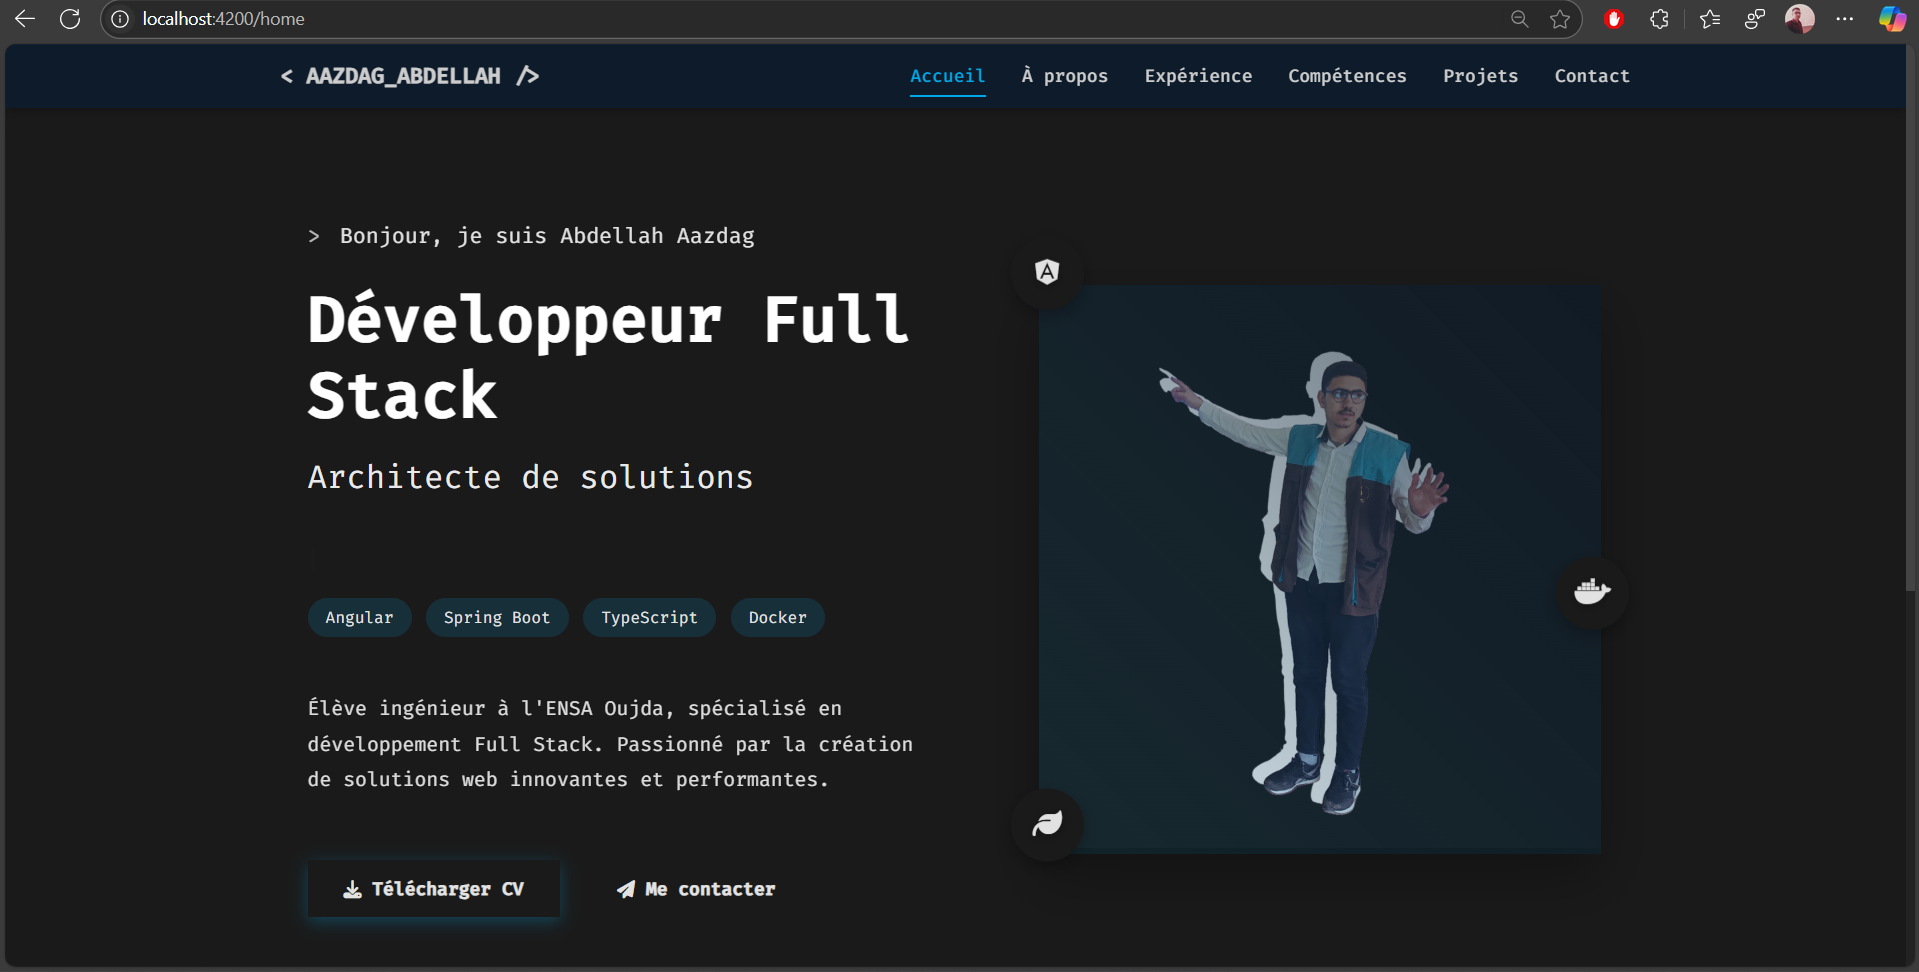 localhost:4200/home
< AAZDAG_ABDELLAH />
Accueil
À propos
Expérience
Compétences
Projets
Contact
> Bonjour, je suis Abdellah Aazdag
Développeur Full
Stack
Architecte de solutions
Angular
Spring Boot
TypeScript
Docker
Élève ingénieur à l'ENSA Oujda, spécialisé en
développement Full Stack. Passionné par la création
de solutions web innovantes et performantes.
Télécharger CV
Me contacter